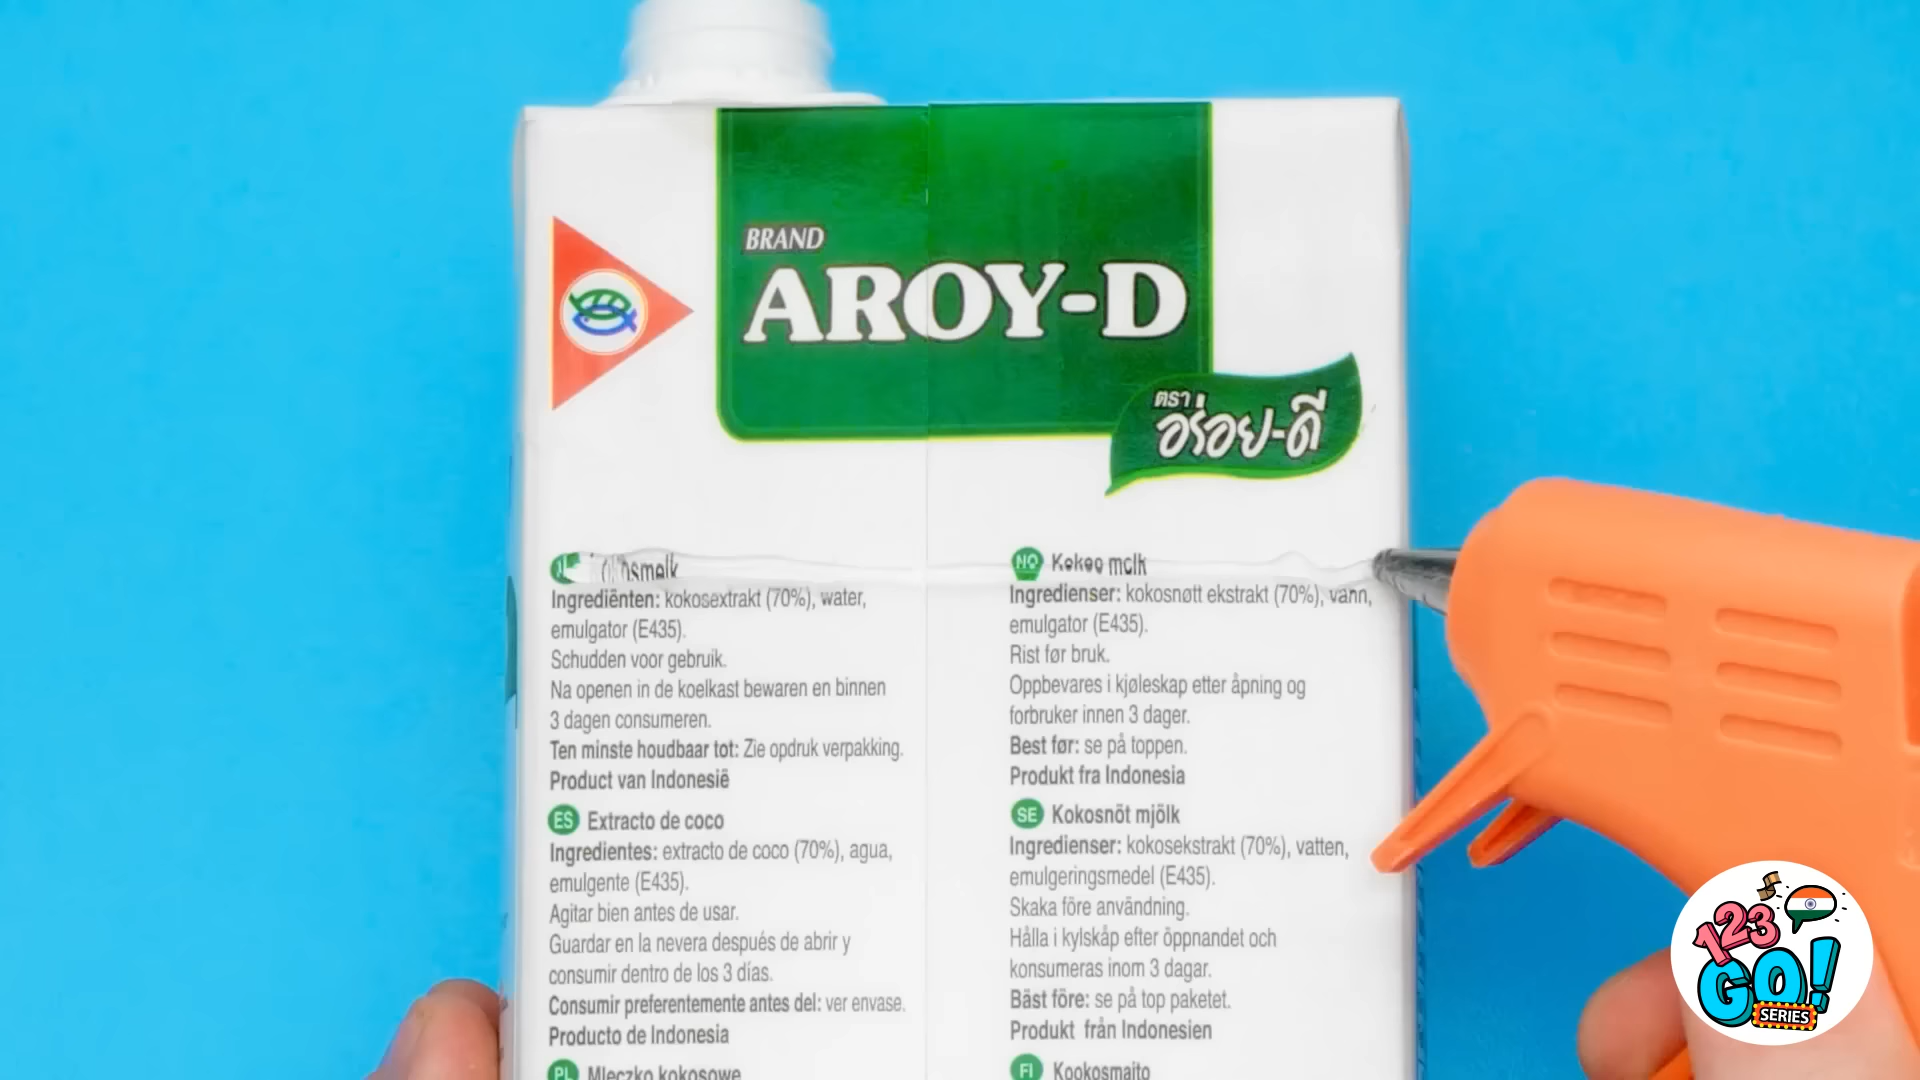 BRAND
AROY-D
ตรา
อร่อย-ดี
Ingrediënten: kokosextrakt (70%), water,
emulgator (E435).
Schudden voor gebruik.
Na openen in de koelkast bewaren en binnen
3 dagen consumeren.
Ten minste houdbaar tot: Zie opdruk verpakking.
Product van Indonesië
ES Extracto de coco
Ingredientes: extracto de coco (70%), agua,
emulgente (E435).
Agitar bien antes de usar.
Guardar en la nevera después de abrir y
consumir dentro de los 3 días.
Consumir preferentemente antes del: ver envase.
Producto de Indonesia
PL Mleczko kokosowe
NO
Ingredienser: kokosnøtt ekstrakt (70%), vann,
emulgator (E435).
Rist før bruk.
Oppbevares i kjøleskap etter åpning og
forbruker innen 3 dager.
Best før: se på toppen.
Produkt fra Indonesia
SE Kokosnöt mjölk
Ingredienser: kokosekstrakt (70%), vatten,
emulgeringsmedel (E435).
Skaka före användning.
Hålla i kylskåp efter öppnandet och
konsumeras inom 3 dagar.
Bäst före: se på top paketet.
Produkt från Indonesien
FI Kookosmaito
123
GO!
SERIES